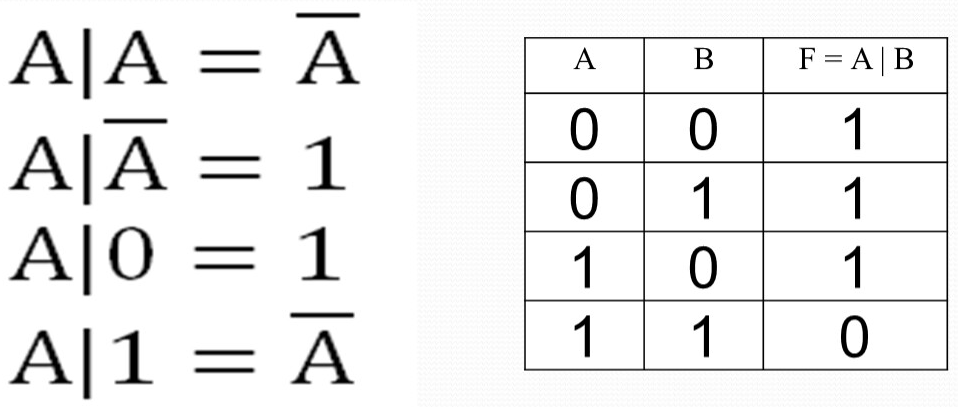 A|A = A̅
A|A̅ = 1
A|0 = 1
A|1 = A̅
A B F = A | B
0 0 1
0 1 1
1 0 1
1 1 0